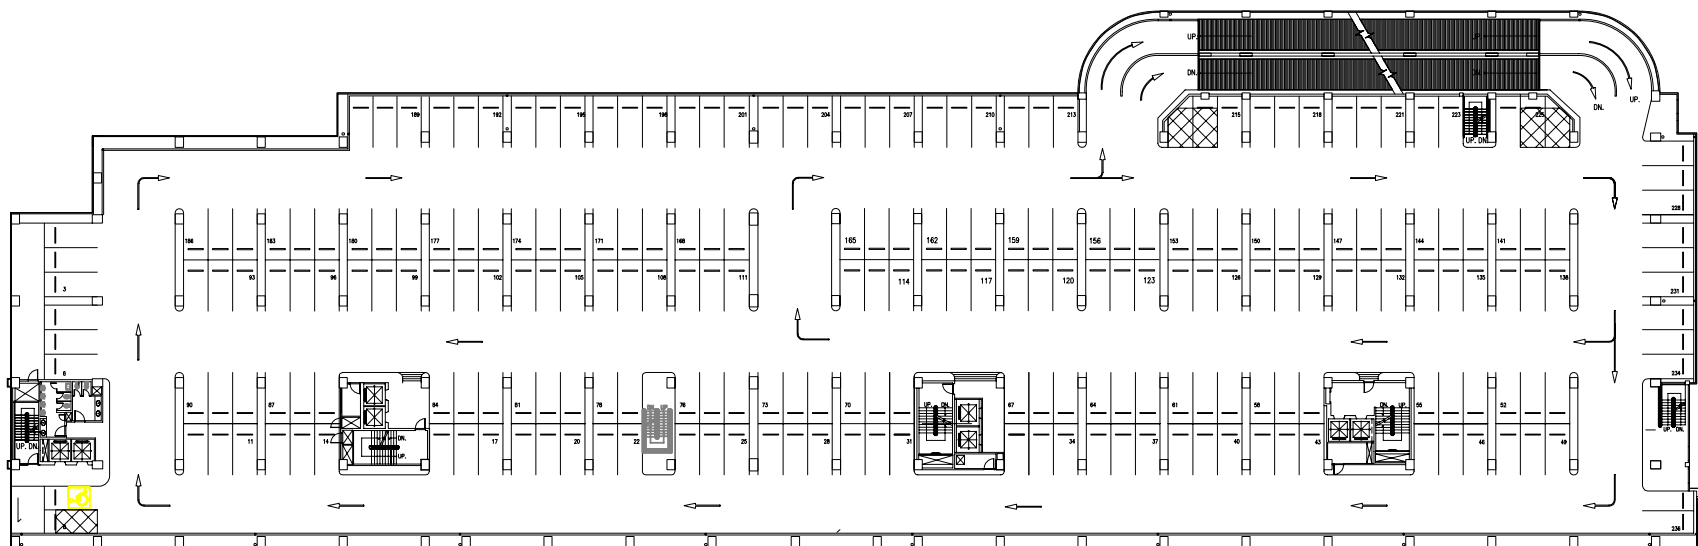 UP. UP.
DN. DN.
UP.
DN.
189 192 195 198 201 204 207 210 213 215 218 221 223 225
UP. DN.
228
186 183 180 177 174 171 168 165 162 159 156 153 150 147 144 141
93 96 99 102 105 108 111 114 117 120 123 126 129 132 135 138
3
231
6
234
90 87 84 81 78 76 73 70 67 64 61 58 55 52
UP. DN.
UP. DN.
DN. UP.
UP. DN.
11 14 17 20 22 25 28 31 34 37 40 43 46 49
DN.
UP.
8
236